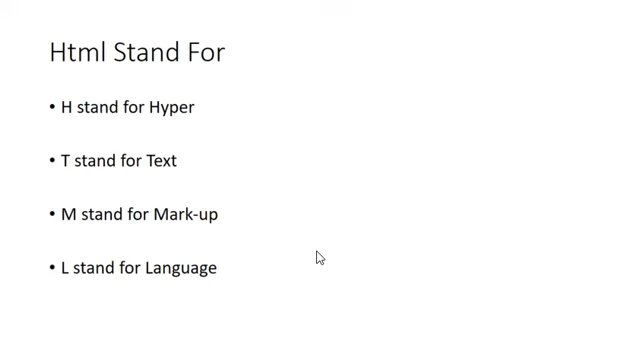 Html Stand For
• H stand for Hyper
• T stand for Text
• M stand for Mark-up
• L stand for Language